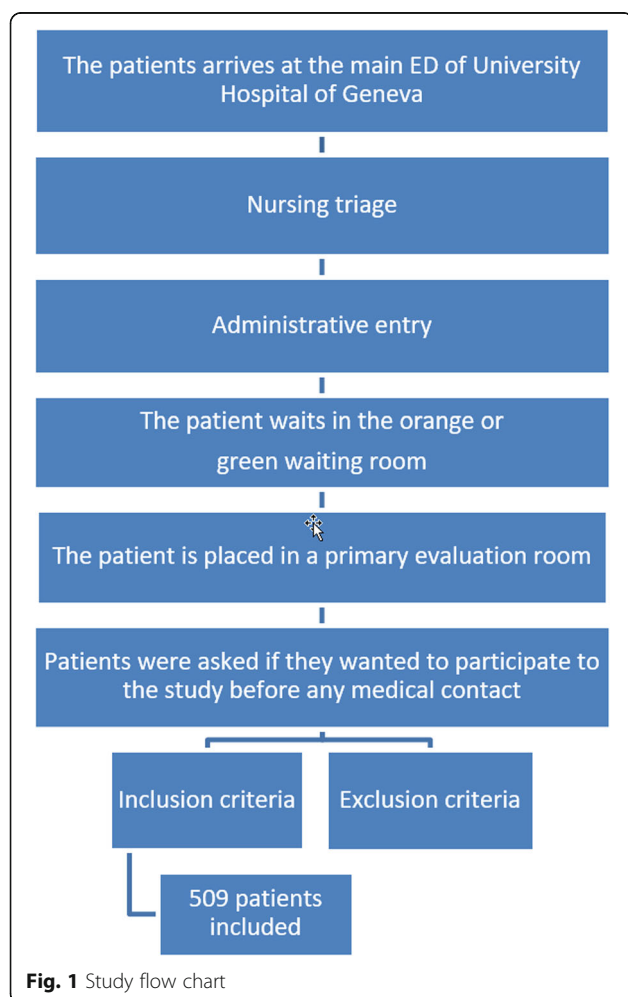 The patients arrives at the main ED of University
Hospital of Geneva
Nursing triage
Administrative entry
The patient waits in the orange or
green waiting room
The patient is placed in a primary evaluation room
Patients were asked if they wanted to participate to
the study before any medical contact
Inclusion criteria
Exclusion criteria
509 patients
included
Fig. 1 Study flow chart